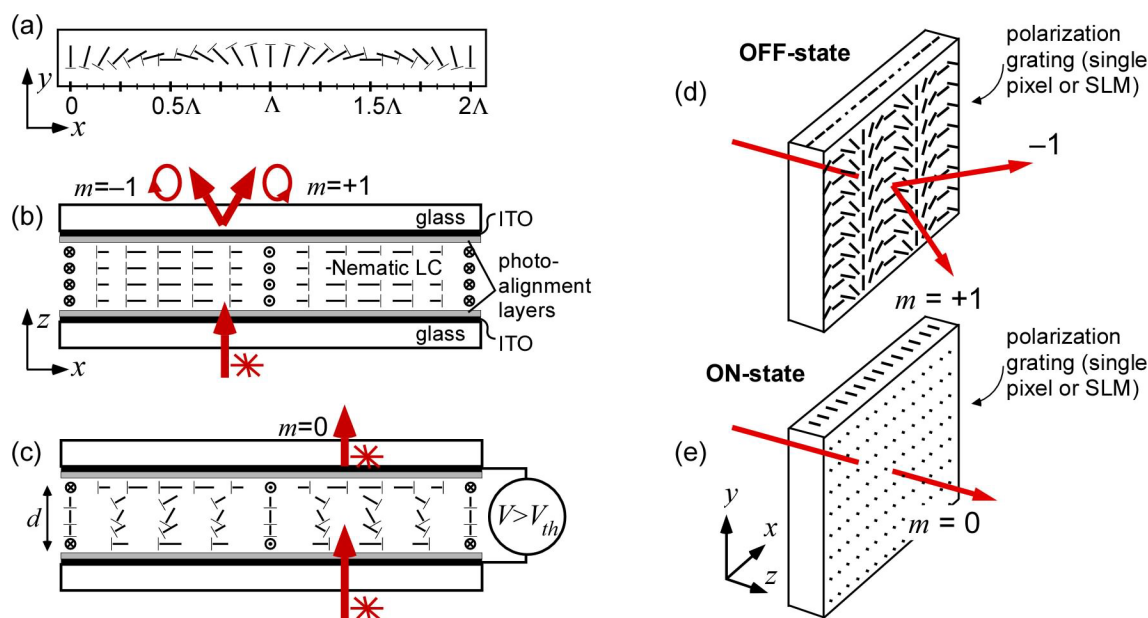 (a)
y
x
0
0.5Λ
Λ
1.5Λ
2Λ
(b)
m=–1
m=+1
glass
ITO
-Nematic LC
photo-
alignment
layers
z
x
glass
ITO
(c)
m=0
d
V>Vth
OFF-state
polarization
grating (single
pixel or SLM)
(d)
–1
m = +1
ON-state
polarization
grating (single
pixel or SLM)
(e)
y
x
z
m = 0